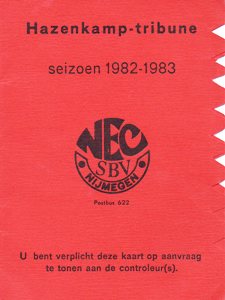 Hazenkamp-tribune
seizoen 1982-1983
NEC
SBV
NIJMEGEN
Postbus 622
U bent verplicht deze kaart op aanvraag
te tonen aan de controleur(s).